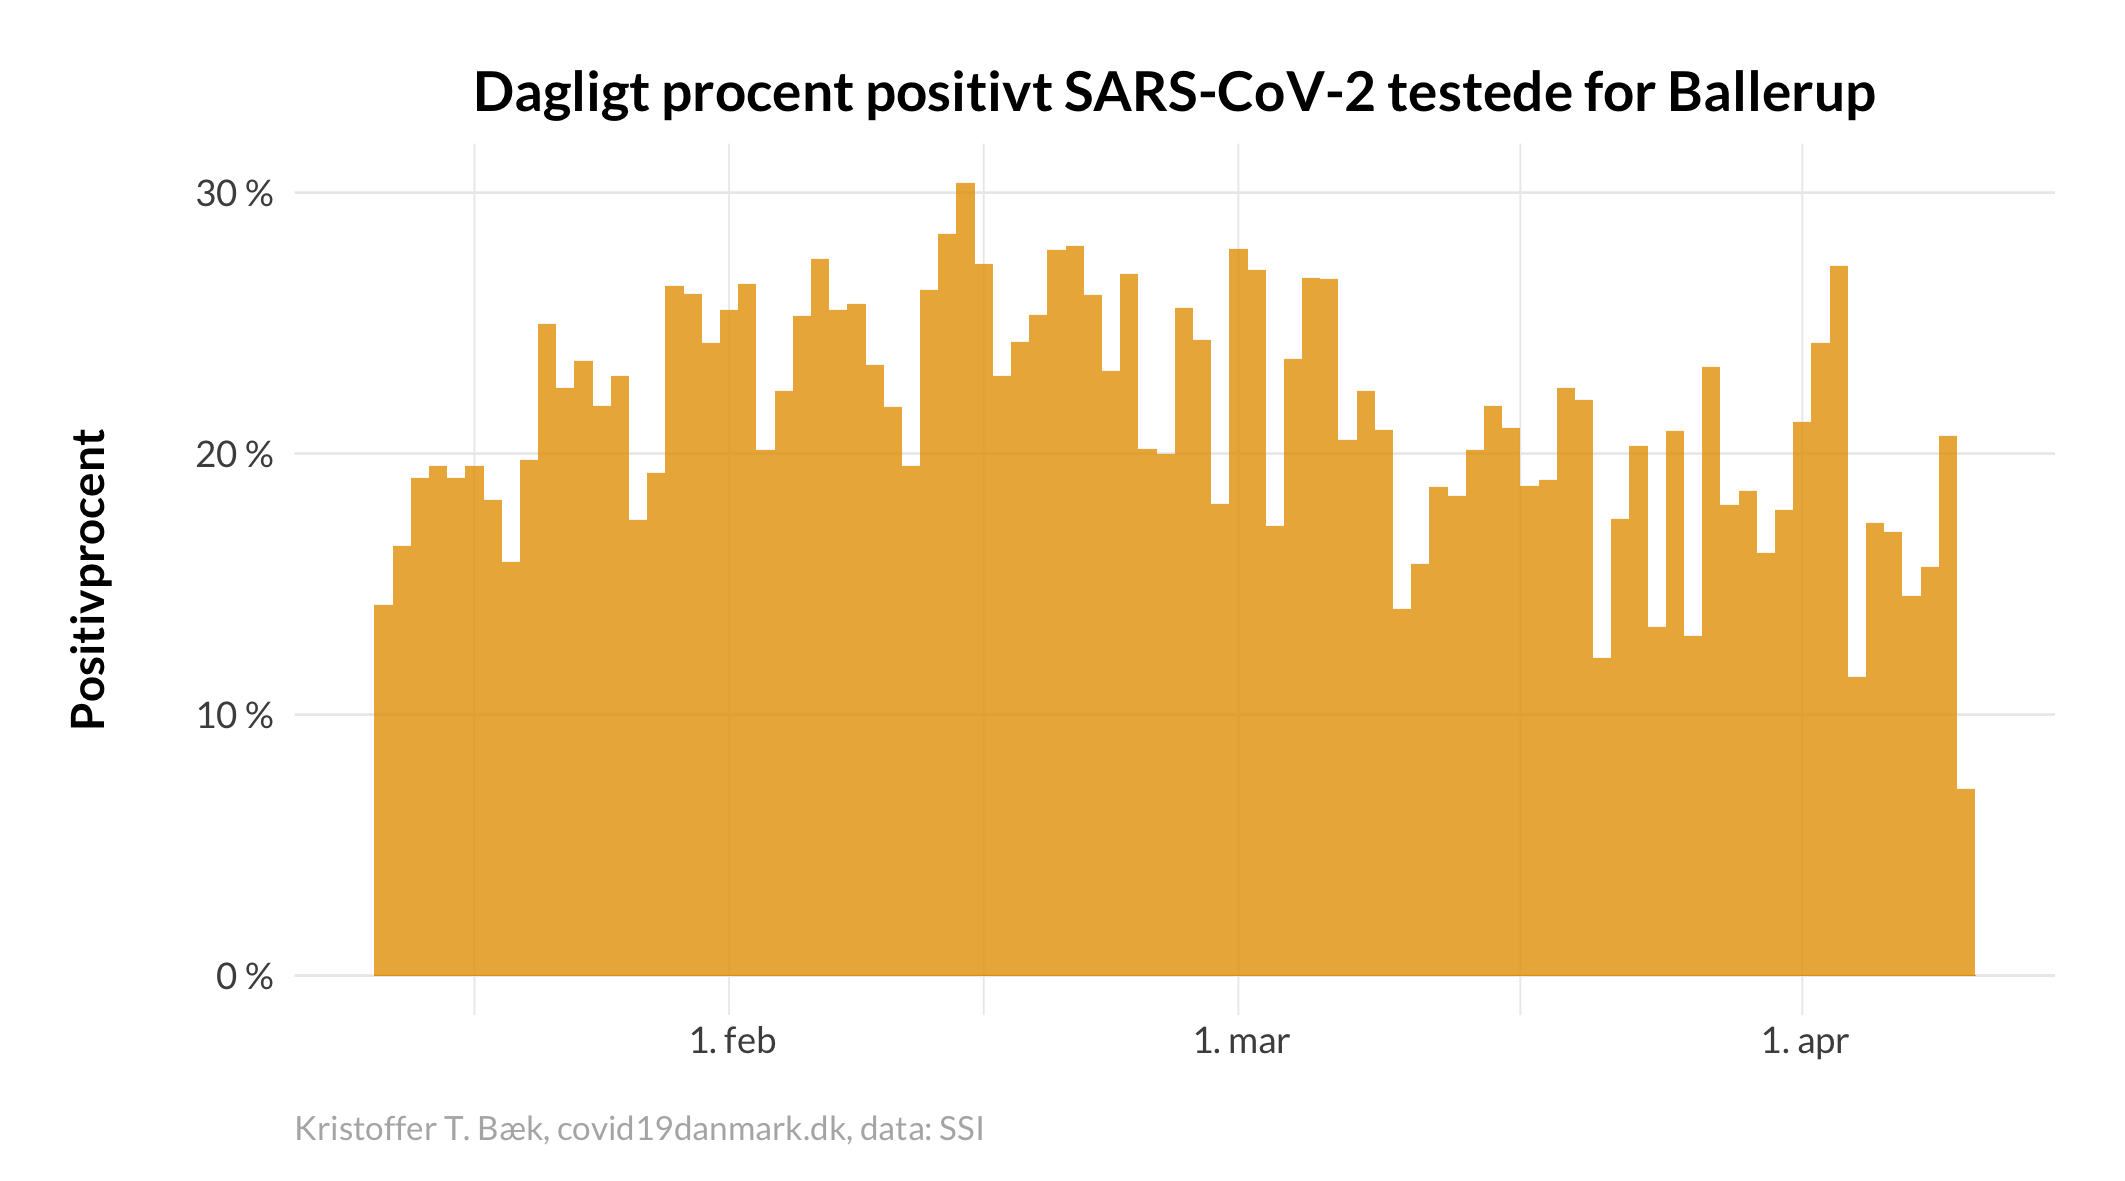 Dagligt procent positivt SARS-CoV-2 testede for Ballerup
Positivprocent
30 %
20 %
10 %
0 %
1. feb
1. mar
1. apr
Kristoffer T. Bæk, covid19danmark.dk, data: SSI